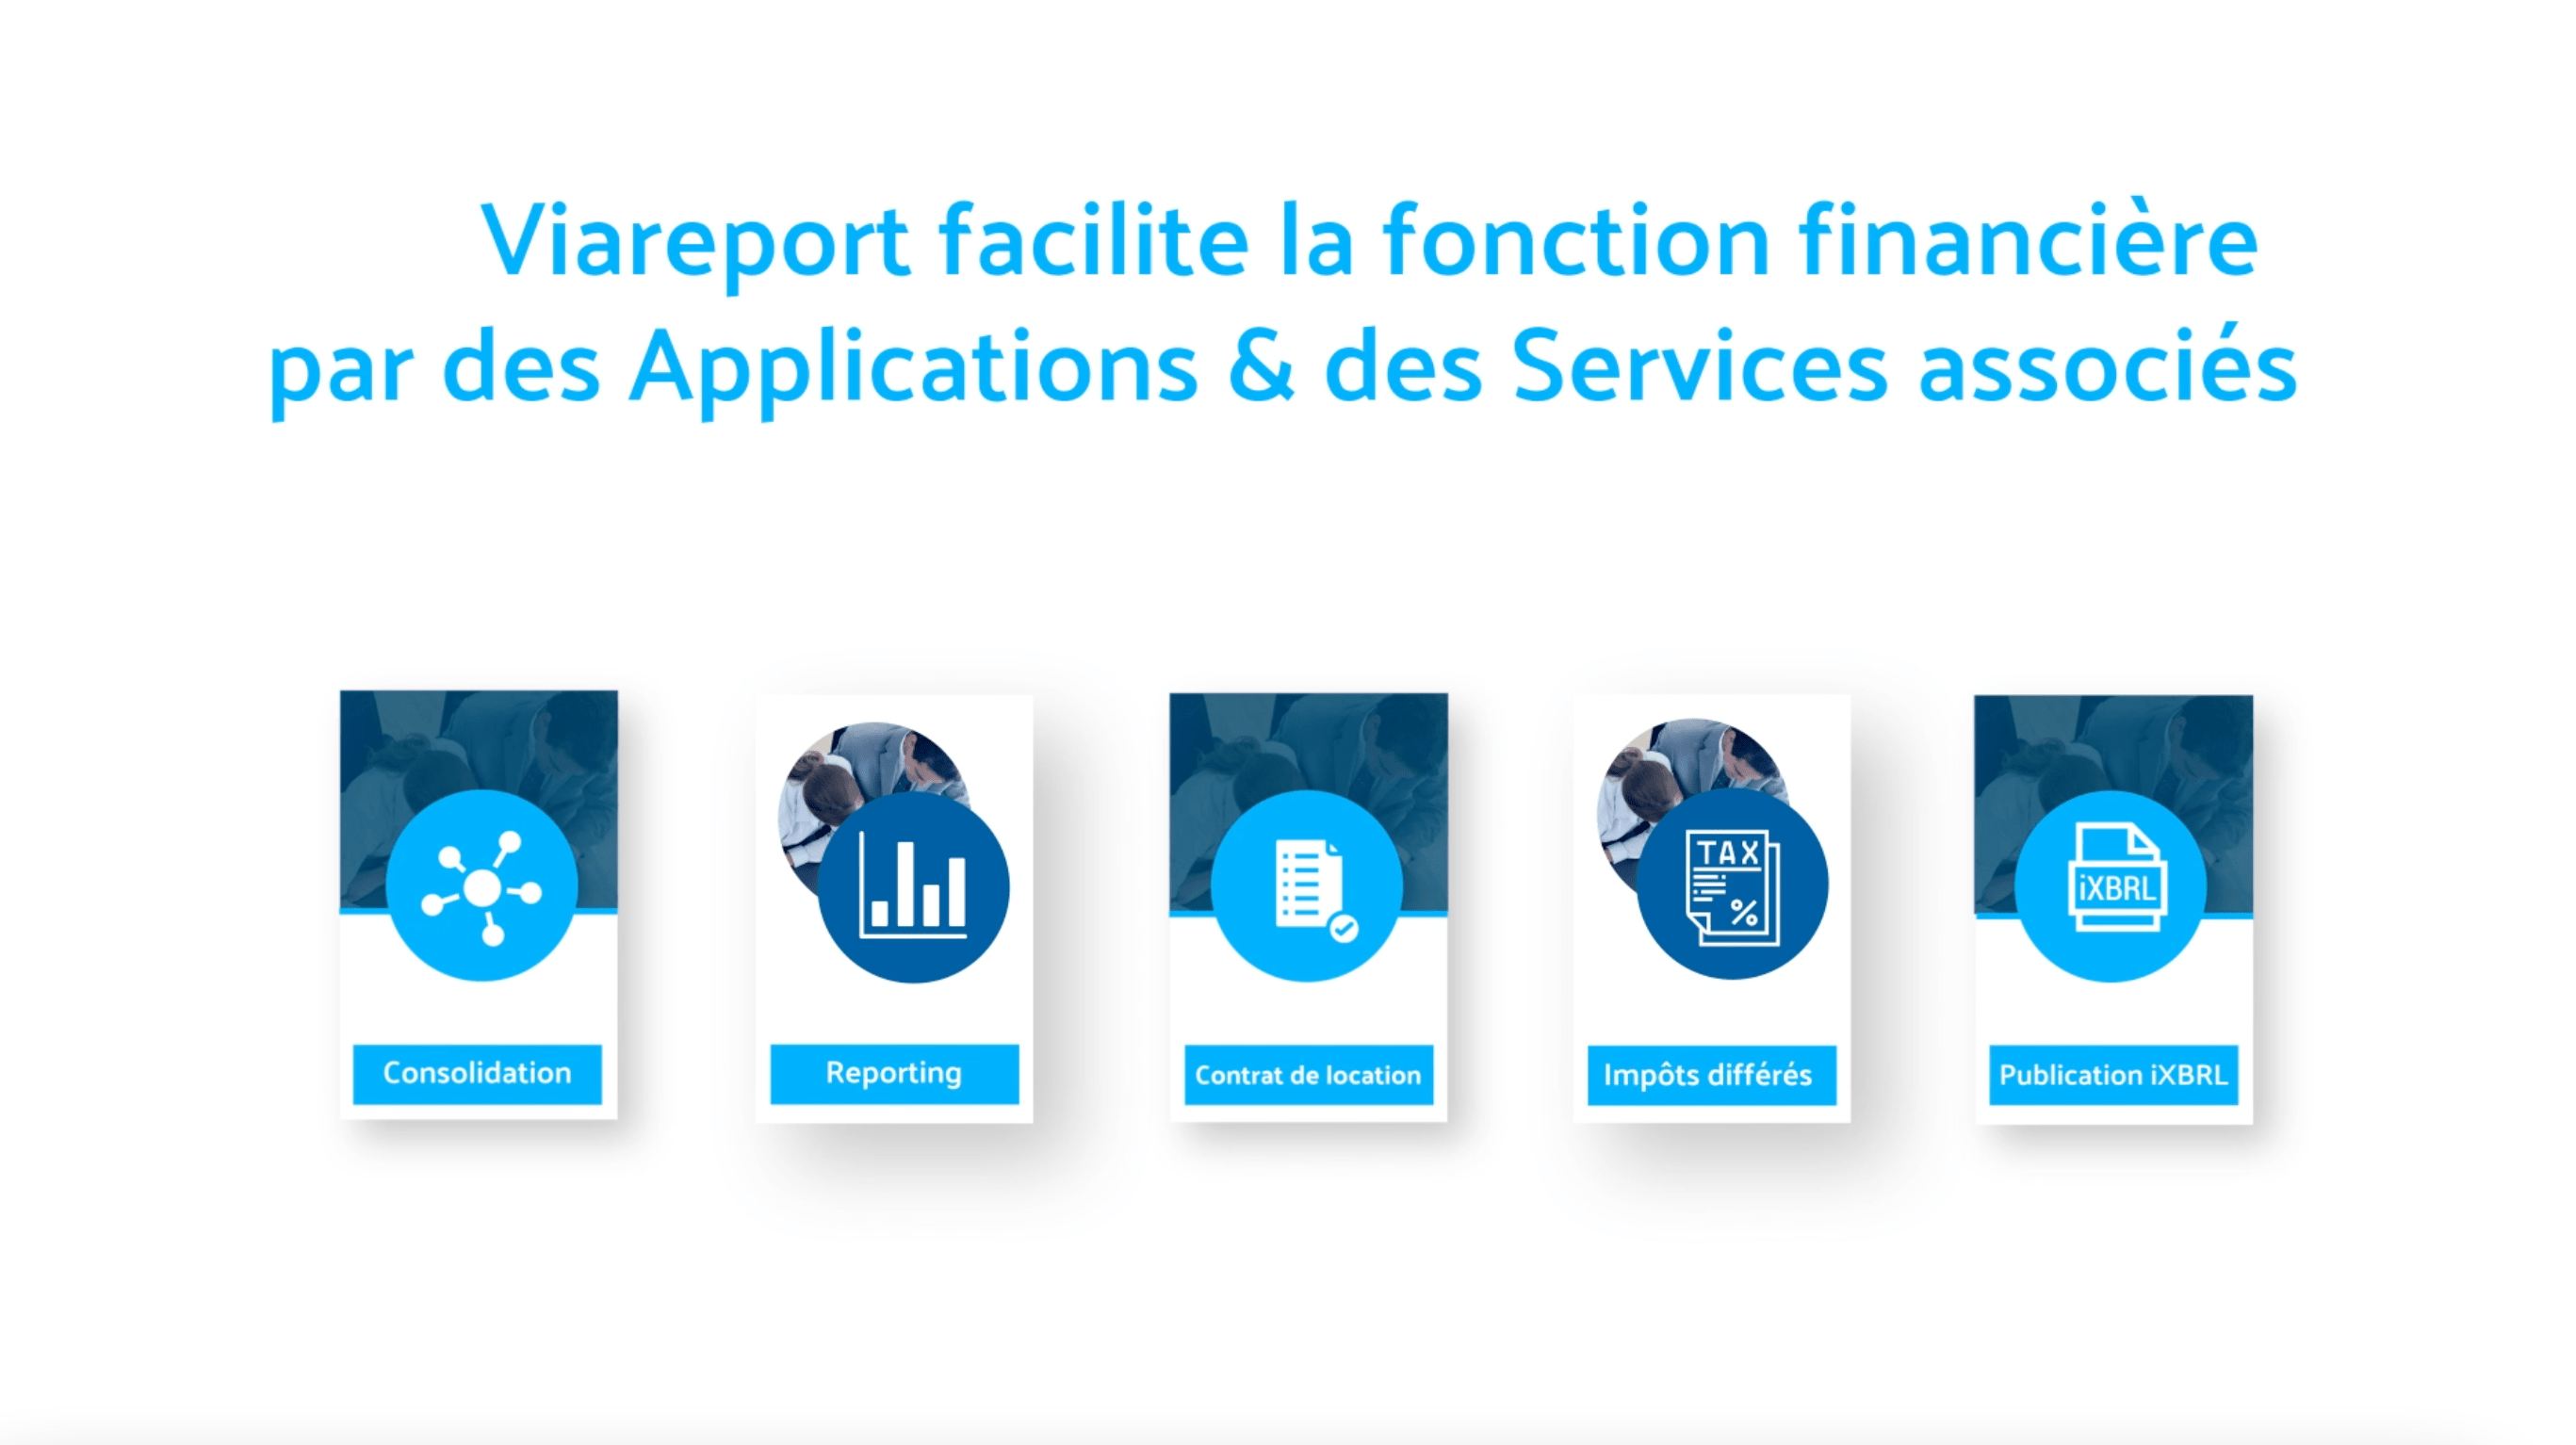 Viareport facilite la fonction financière
par des Applications & des Services associés
TAX
%
iXBRL
Consolidation
Reporting
Contrat de location
Impôts différés
Publication iXBRL